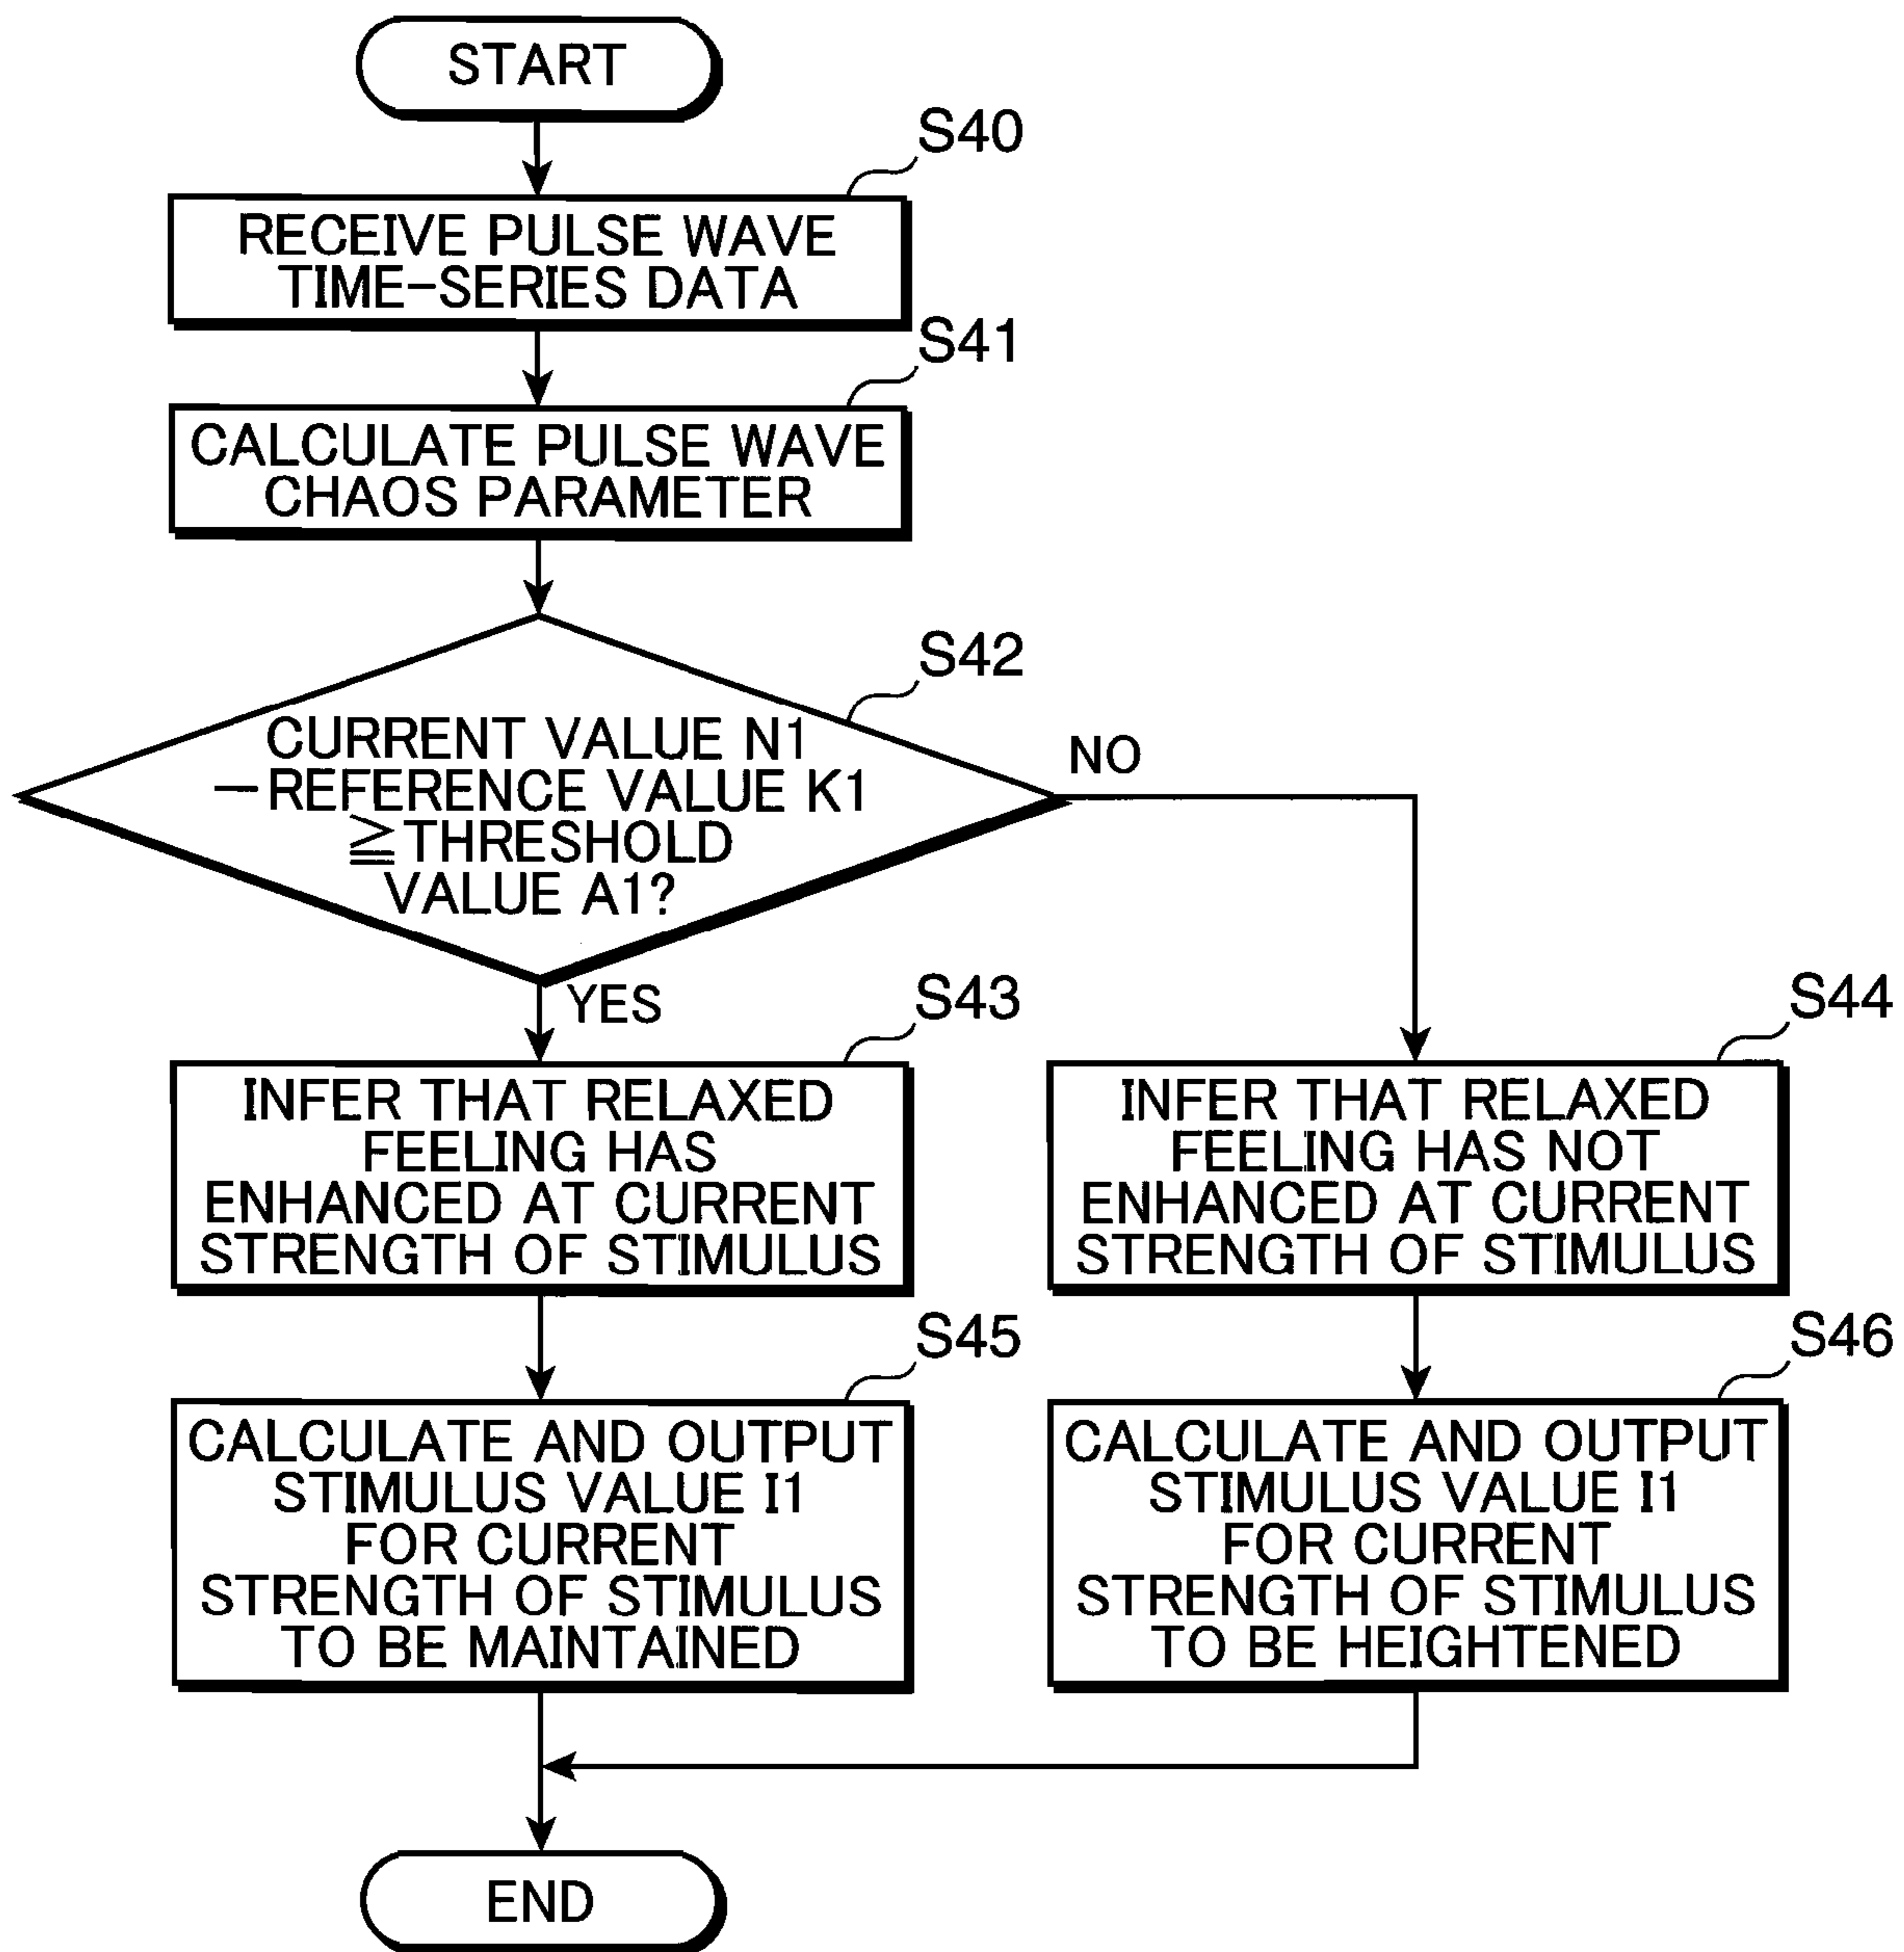 START
S40
RECEIVE PULSE WAVE
TIME-SERIES DATA
S41
CALCULATE PULSE WAVE
CHAOS PARAMETER
S42
CURRENT VALUE N1
−REFERENCE VALUE K1
≧THRESHOLD
VALUE A1?
NO
YES
S43
INFER THAT RELAXED
FEELING HAS
ENHANCED AT CURRENT
STRENGTH OF STIMULUS
S44
INFER THAT RELAXED
FEELING HAS NOT
ENHANCED AT CURRENT
STRENGTH OF STIMULUS
S45
CALCULATE AND OUTPUT
STIMULUS VALUE I1
FOR CURRENT
STRENGTH OF STIMULUS
TO BE MAINTAINED
S46
CALCULATE AND OUTPUT
STIMULUS VALUE I1
FOR CURRENT
STRENGTH OF STIMULUS
TO BE HEIGHTENED
END